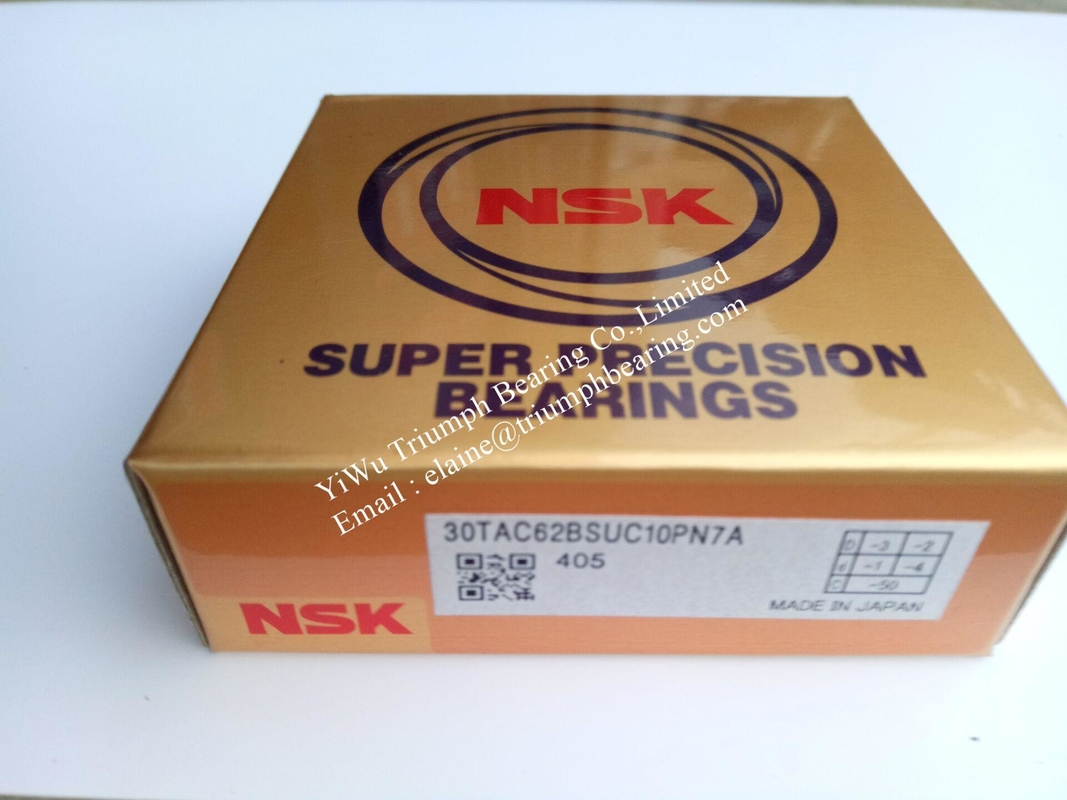 NSK
SUPER PRECISION
BEARINGS
YiWu Triumph Bearing Co.,Limited
Email : elaine@triumphbearing.com
30TAC62BSUC10PN7A
405
D -3 -2
d -1 -4
C -50
MADE IN JAPAN
NSK